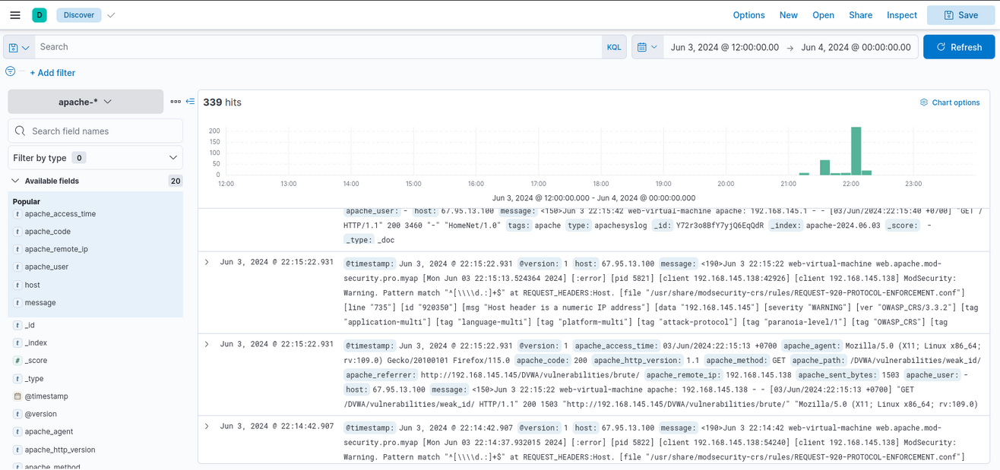 D Discover
Options New Open Share Inspect Save
Search KQL Jun 3, 2024 @ 12:00:00.00 → Jun 4, 2024 @ 00:00:00.00 Refresh
+ Add filter
apache-*
Search field names
Filter by type 0
Available fields 20
Popular
t apache_access_time
t apache_code
t apache_remote_ip
t apache_user
t host
t message
t _id
t _index
# _score
t _type
@timestamp
t @version
t apache_agent
t apache_http_version
t apache_method
339 hits
Chart options
200
150
100
50
0
12:00 13:00 14:00 15:00 16:00 17:00 18:00 19:00 20:00 21:00 22:00 23:00
Jun 3, 2024 @ 12:00:00.000 - Jun 4, 2024 @ 00:00:00.000
apache_user: - host: 67.95.13.100 message: <150>Jun 3 22:15:42 web-virtual-machine apache: 192.168.145.1 - - [03/Jun/2024:22:15:40 +0700] "GET /
HTTP/1.1" 200 3460 "-" "HomeNet/1.0" tags: apache type: apachesyslog _id: Y72r3o8BfY7yjQ6EqQdR _index: apache-2024.06.03 _score: -
_type: _doc
Jun 3, 2024 @ 22:15:22.931 @timestamp: Jun 3, 2024 @ 22:15:22.931 @version: 1 host: 67.95.13.100 message: <190>Jun 3 22:15:22 web-virtual-machine web.apache.mod-
security.pro.myap [Mon Jun 03 22:15:13.524364 2024] [:error] [pid 5821] [client 192.168.145.138:42926] [client 192.168.145.138] ModSecurity:
Warning. Pattern match "^[\\\\d.:]+$" at REQUEST_HEADERS:Host. [file "/usr/share/modsecurity-crs/rules/REQUEST-920-PROTOCOL-ENFORCEMENT.conf"]
[line "735"] [id "920350"] [msg "Host header is a numeric IP address"] [data "192.168.145.145"] [severity "WARNING"] [ver "OWASP_CRS/3.3.2"] [tag
"application-multi"] [tag "language-multi"] [tag "platform-multi"] [tag "attack-protocol"] [tag "paranoia-level/1"] [tag "OWASP_CRS"] [tag
Jun 3, 2024 @ 22:15:22.931 @timestamp: Jun 3, 2024 @ 22:15:22.931 @version: 1 apache_access_time: 03/Jun/2024:22:15:13 +0700 apache_agent: Mozilla/5.0 (X11; Linux x86_64;
rv:109.0) Gecko/20100101 Firefox/115.0 apache_code: 200 apache_http_version: 1.1 apache_method: GET apache_path: /DVWA/vulnerabilities/weak_id/
apache_referrer: http://192.168.145.145/DVWA/vulnerabilities/brute/ apache_remote_ip: 192.168.145.138 apache_sent_bytes: 1503 apache_user: -
host: 67.95.13.100 message: <150>Jun 3 22:15:22 web-virtual-machine apache: 192.168.145.138 - - [03/Jun/2024:22:15:13 +0700] "GET
/DVWA/vulnerabilities/weak_id/ HTTP/1.1" 200 1503 "http://192.168.145.145/DVWA/vulnerabilities/brute/" "Mozilla/5.0 (X11; Linux x86_64; rv:109.0)
Jun 3, 2024 @ 22:14:42.907 @timestamp: Jun 3, 2024 @ 22:14:42.907 @version: 1 host: 67.95.13.100 message: <190>Jun 3 22:14:42 web-virtual-machine web.apache.mod-
security.pro.myap [Mon Jun 03 22:14:37.932015 2024] [:error] [pid 5822] [client 192.168.145.138:54240] [client 192.168.145.138] ModSecurity:
Warning. Pattern match "^[\\\\d.:]+$" at REQUEST_HEADERS:Host. [file "/usr/share/modsecurity-crs/rules/REQUEST-920-PROTOCOL-ENFORCEMENT.conf"]